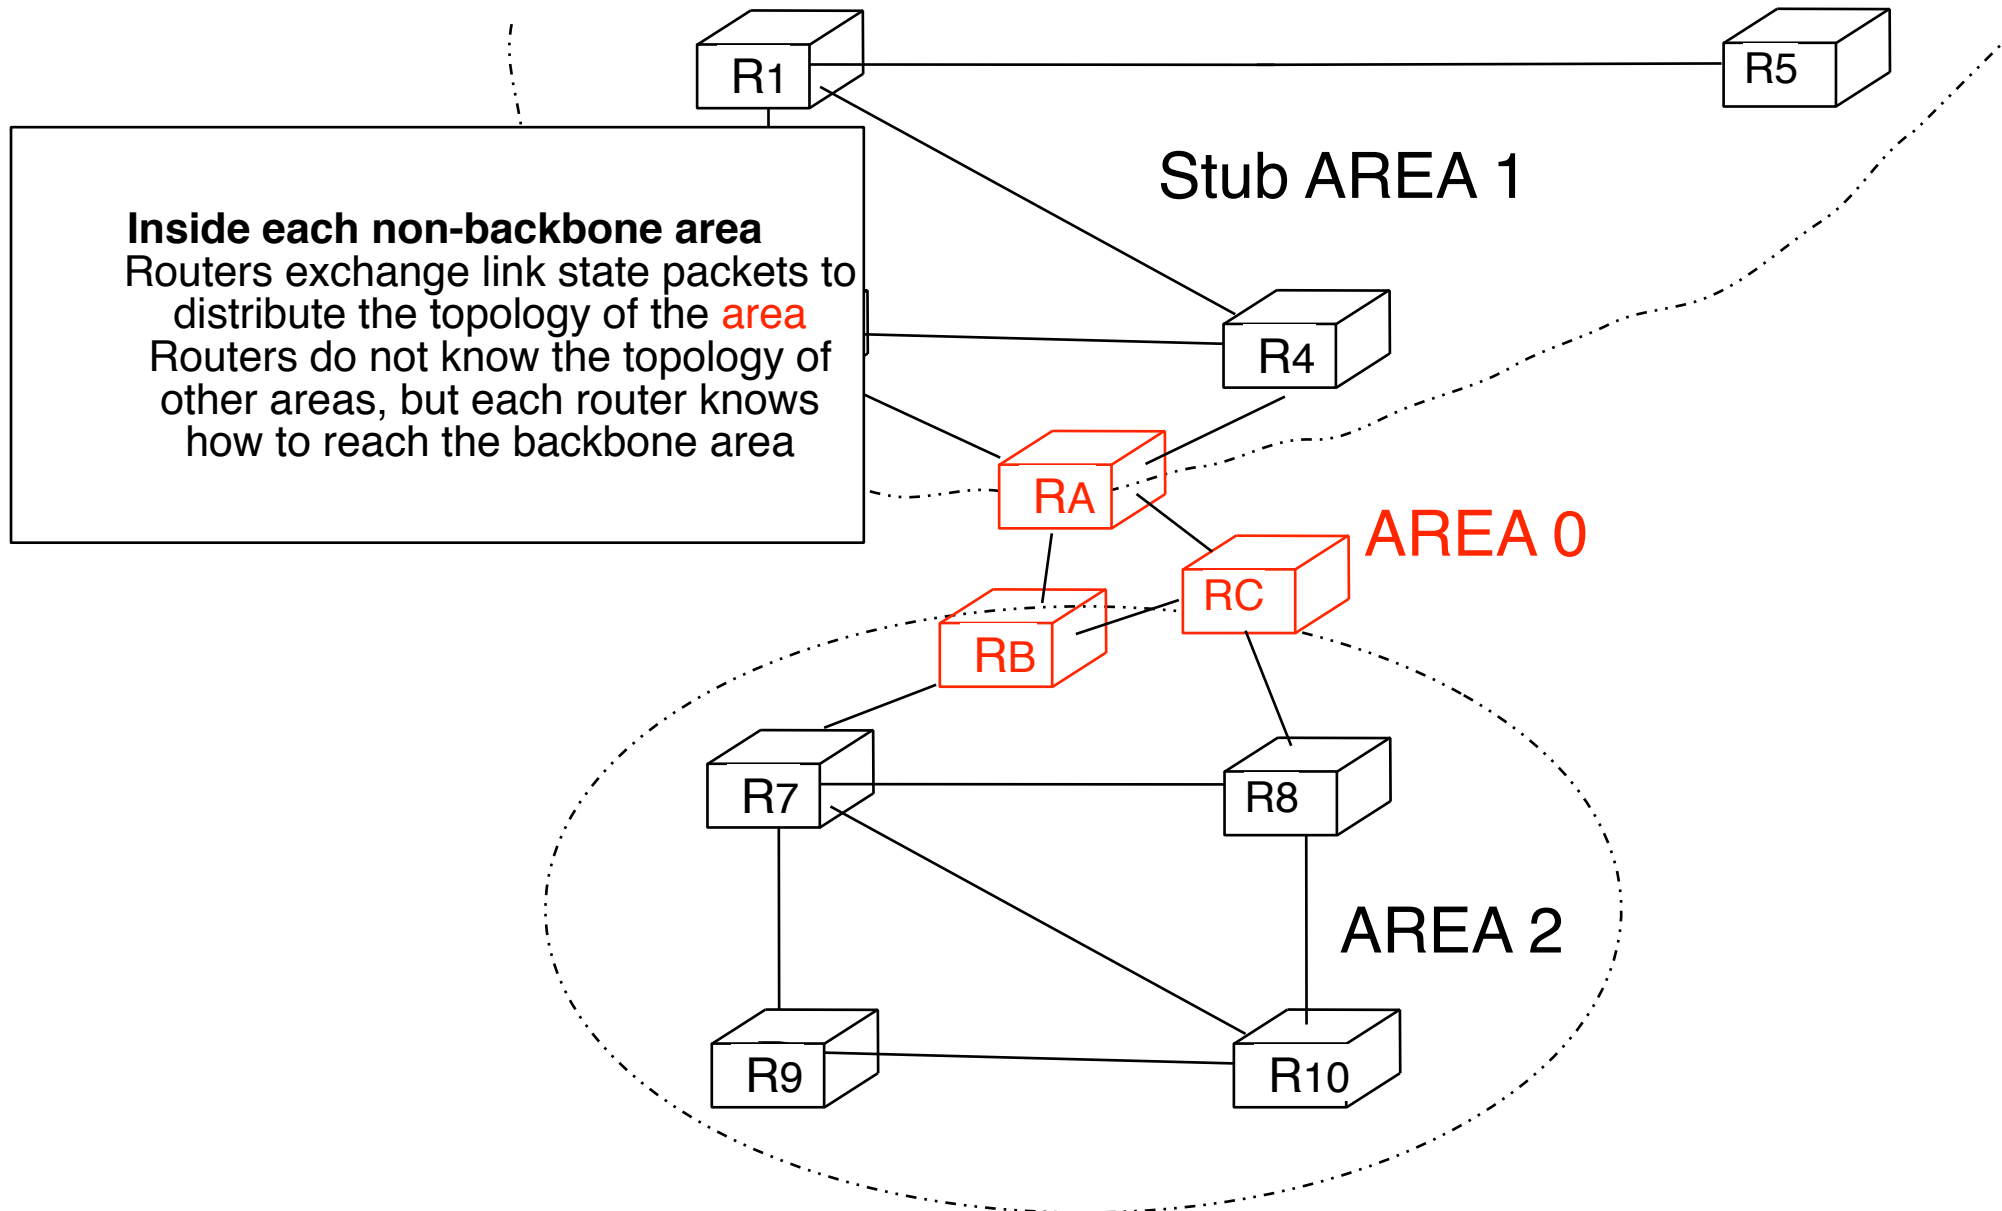 R1
R5
Stub AREA 1
Inside each non-backbone area
Routers exchange link state packets to
distribute the topology of the area
Routers do not know the topology of
other areas, but each router knows
how to reach the backbone area
R4
RA
AREA 0
RC
RB
R7
R8
AREA 2
R9
R10